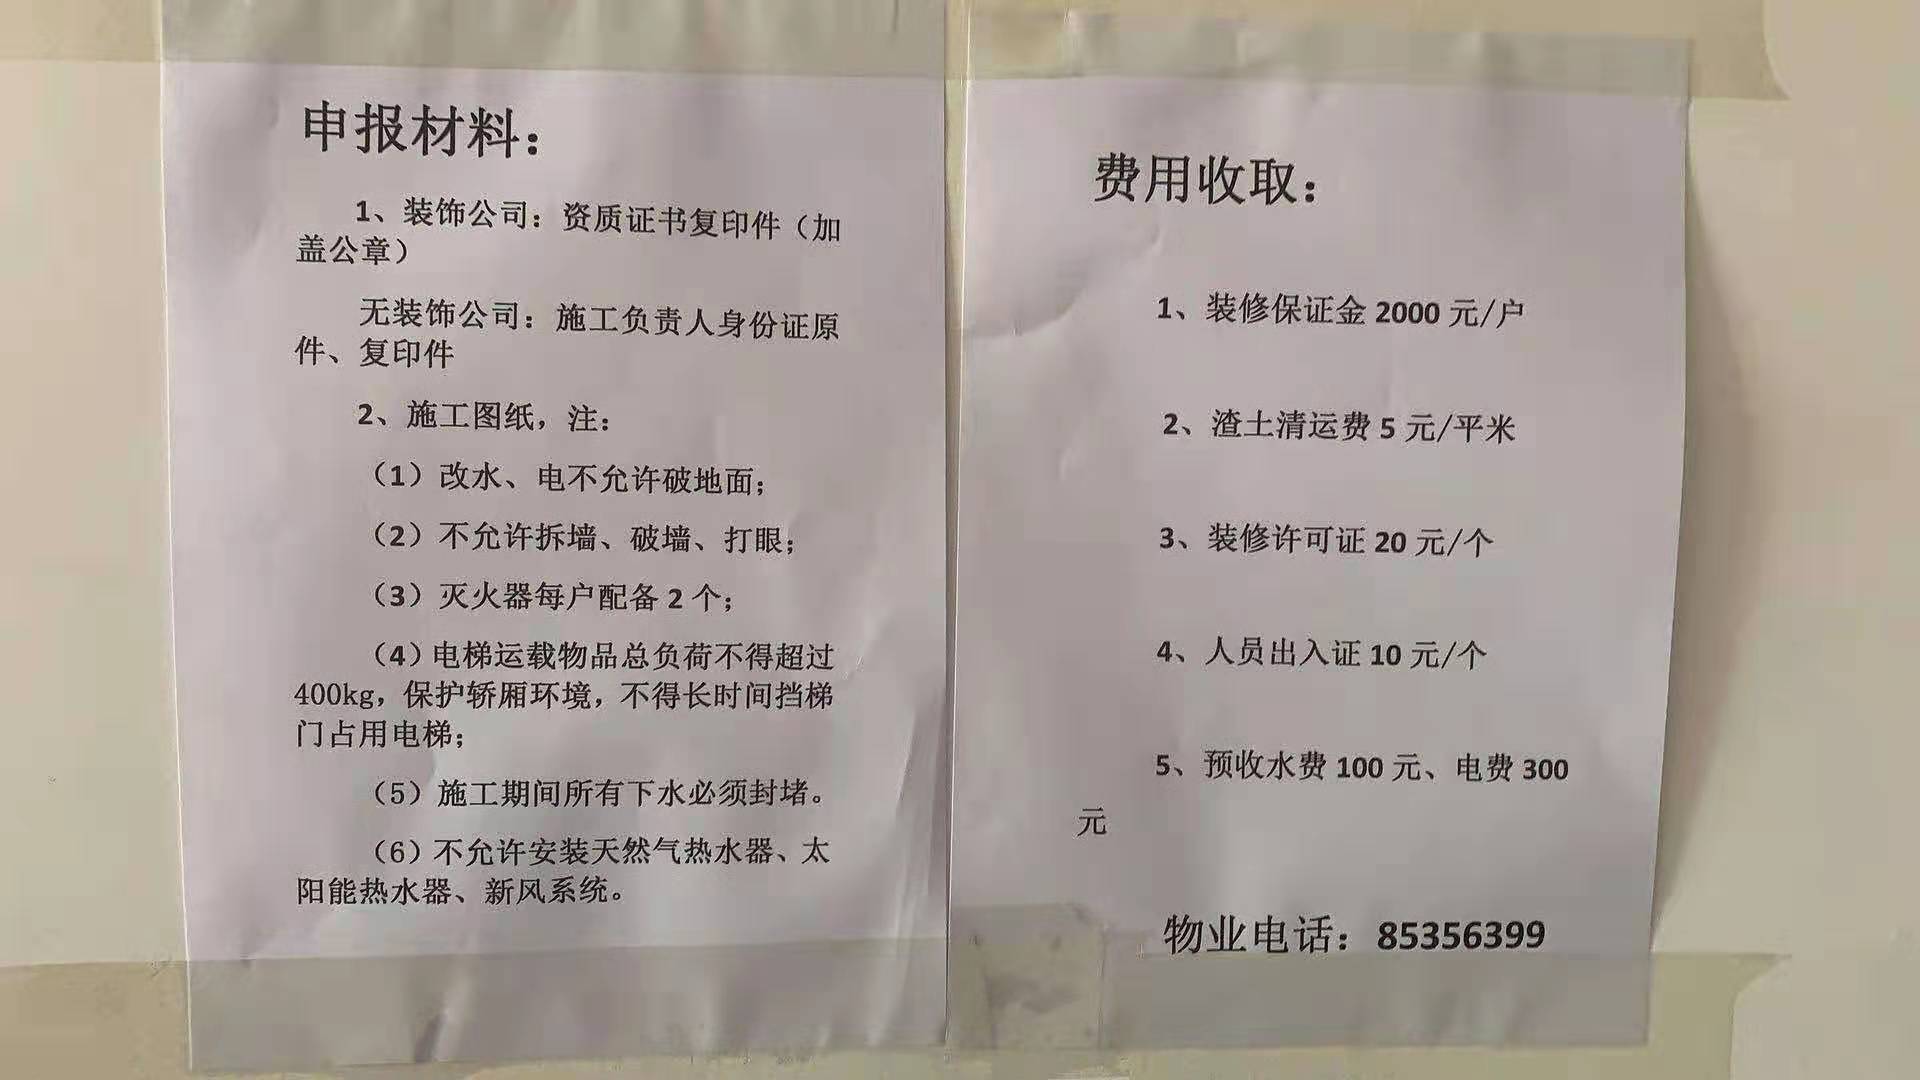 申报材料：
1、装饰公司：资质证书复印件（加
盖公章）
无装饰公司：施工负责人身份证原
件、复印件
2、施工图纸，注：
（1）改水、电不允许破地面；
（2）不允许拆墙、破墙、打眼；
（3）灭火器每户配备 2 个；
（4）电梯运载物品总负荷不得超过
400kg，保护轿厢环境，不得长时间挡梯
门占用电梯；
（5）施工期间所有下水必须封堵。
（6）不允许安装天然气热水器、太
阳能热水器、新风系统。
费用收取：
1、装修保证金 2000 元/户
2、渣土清运费 5 元/平米
3、装修许可证 20 元/个
4、人员出入证 10 元/个
5、预收水费 100 元、电费 300
元
物业电话：85356399